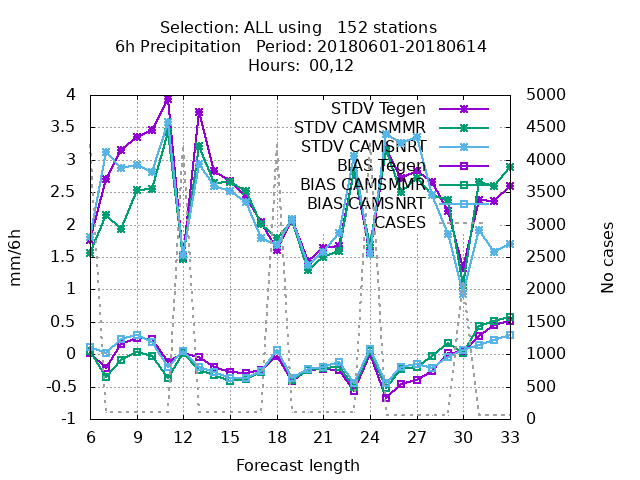 Selection: ALL using   152 stations
6h Precipitation   Period: 20180601-20180614
Hours:  00,12
STDV Tegen
STDV CAMSMMR
STDV CAMSNRT
BIAS Tegen
BIAS CAMSMMR
BIAS CAMSNRT
CASES
4
3.5
3
2.5
2
1.5
1
0.5
0
-0.5
-1
mm/6h
5000
4500
4000
3500
3000
2500
2000
1500
1000
500
0
No cases
6 9 12 15 18 21 24 27 30 33
Forecast length